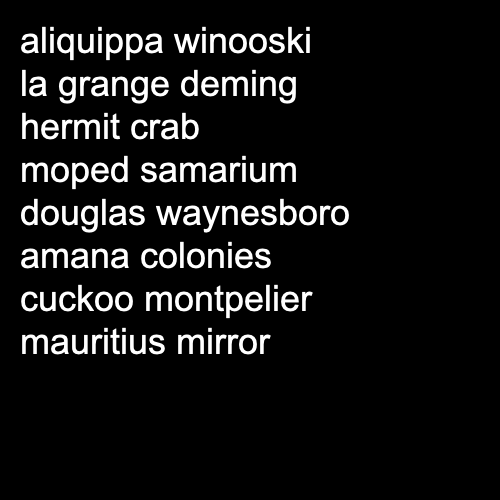 aliquippa winooski
la grange deming
hermit crab
moped samarium
douglas waynesboro
amana colonies
cuckoo montpelier
mauritius mirror